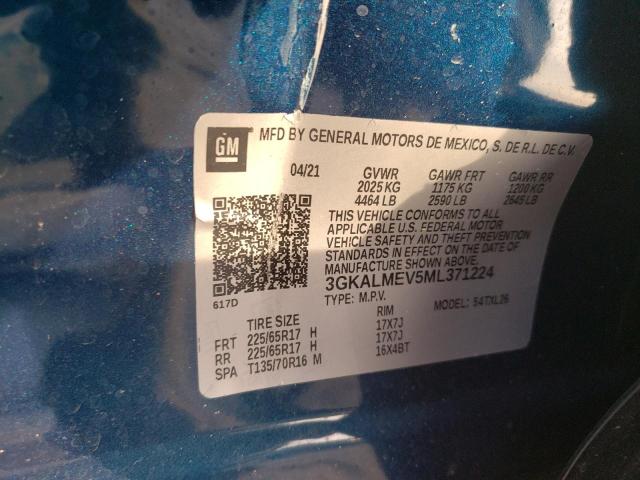 GM MFD BY GENERAL MOTORS DE MEXICO, S. DE R.L. DE C.V.
04/21 GVWR GAWR FRT GAWR RR
2025 KG 1175 KG 1200 KG
4464 LB 2590 LB 2645 LB
THIS VEHICLE CONFORMS TO ALL
APPLICABLE U.S. FEDERAL MOTOR
VEHICLE SAFETY AND THEFT PREVENTION
STANDARDS IN EFFECT ON THE DATE OF
MANUFACTURE SHOWN ABOVE.
3GKALMEV5ML371224
617D TYPE: M.P.V. MODEL: 54TXL26
TIRE SIZE RIM
FRT 225/65R17 H 17X7J
RR 225/65R17 H 17X7J
SPA T135/70R16 M 16X4BT